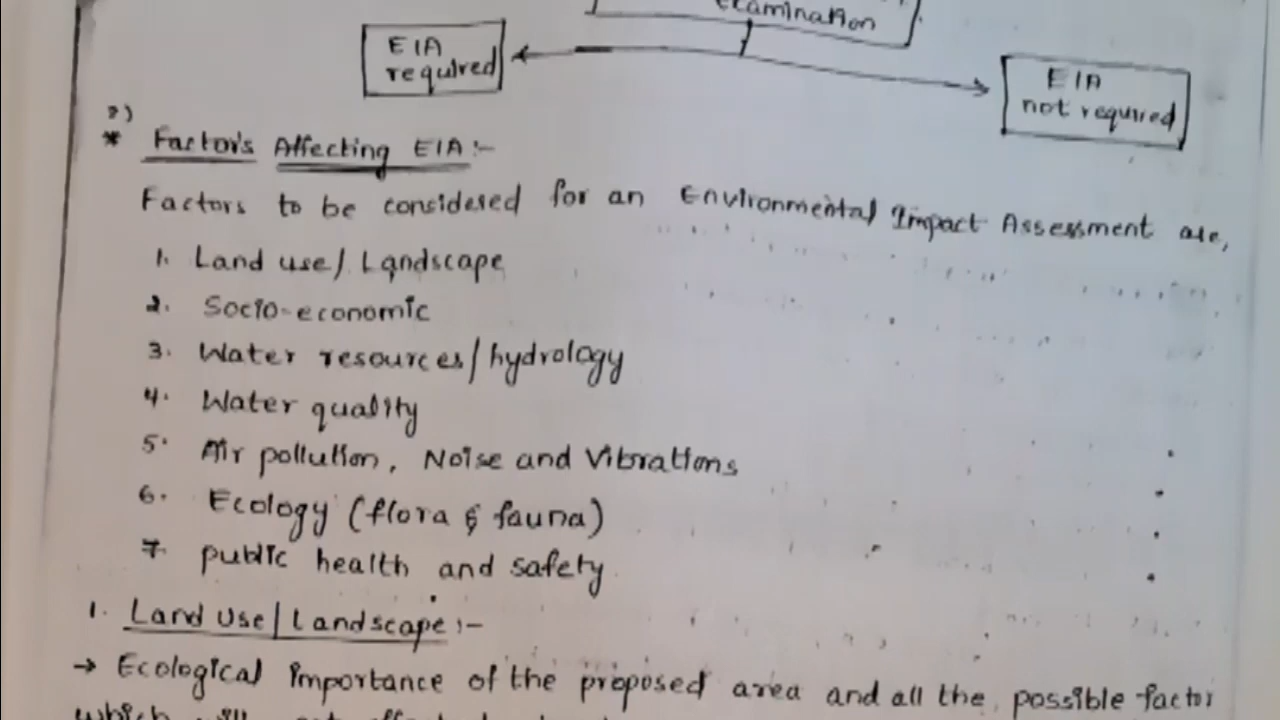 Examination
EIA
required
EIA
not required
2)
* Factors Affecting EIA :-
Factors to be considered for an Environmental Impact Assessment are,
1. Land use / Landscape
2. Socio-economic
3. Water resources / hydrology
4. Water quality
5. Air pollution, Noise and Vibrations
6. Ecology (flora & fauna)
7. public health and safety
1. Land Use / Landscape :-
→ Ecological importance of the proposed area and all the possible factor
which will